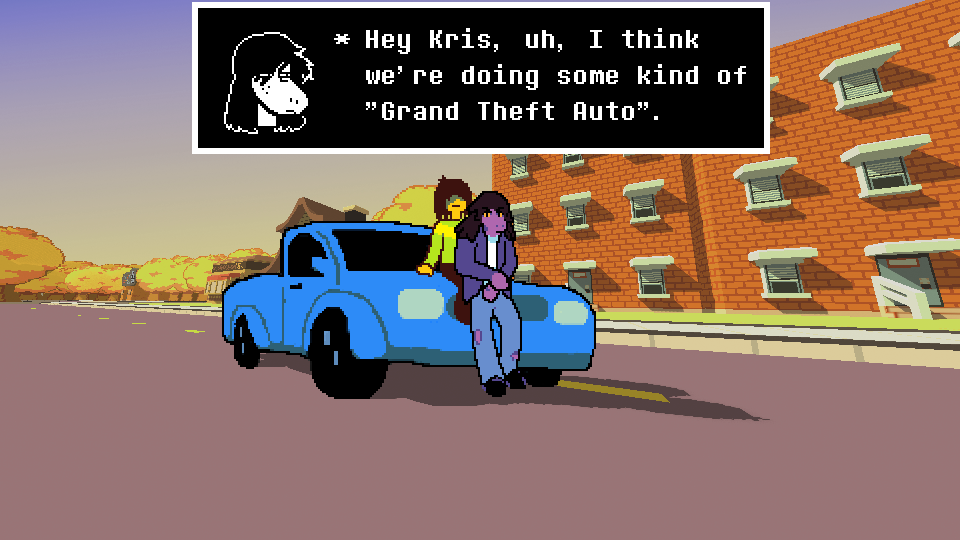 * Hey Kris, uh, I think
we're doing some kind of
"Grand Theft Auto".